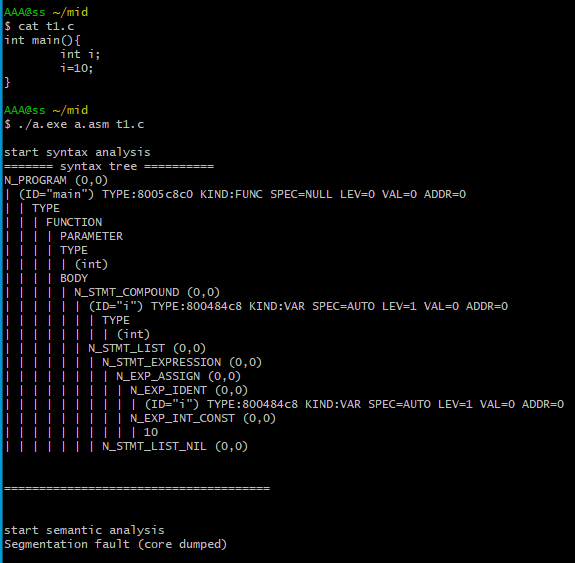 AAA@ss ~/mid
$ cat t1.c
int main(){
        int i;
        i=10;
}
AAA@ss ~/mid
$ ./a.exe a.asm t1.c
start syntax analysis
======= syntax tree ==========
N_PROGRAM (0,0)
| (ID="main") TYPE:8005c8c0 KIND:FUNC SPEC=NULL LEV=0 VAL=0 ADDR=0
| | TYPE
| | | FUNCTION
| | | | PARAMETER
| | | | TYPE
| | | | | (int)
| | | | BODY
| | | | | N_STMT_COMPOUND (0,0)
| | | | | | (ID="i") TYPE:800484c8 KIND:VAR SPEC=AUTO LEV=1 VAL=0 ADDR=0
| | | | | | | TYPE
| | | | | | | | (int)
| | | | | | N_STMT_LIST (0,0)
| | | | | | | N_STMT_EXPRESSION (0,0)
| | | | | | | | N_EXP_ASSIGN (0,0)
| | | | | | | | | N_EXP_IDENT (0,0)
| | | | | | | | | | (ID="i") TYPE:800484c8 KIND:VAR SPEC=AUTO LEV=1 VAL=0 ADDR=0
| | | | | | | | | N_EXP_INT_CONST (0,0)
| | | | | | | | | | 10
| | | | | | | N_STMT_LIST_NIL (0,0)
======================================
start semantic analysis
Segmentation fault (core dumped)